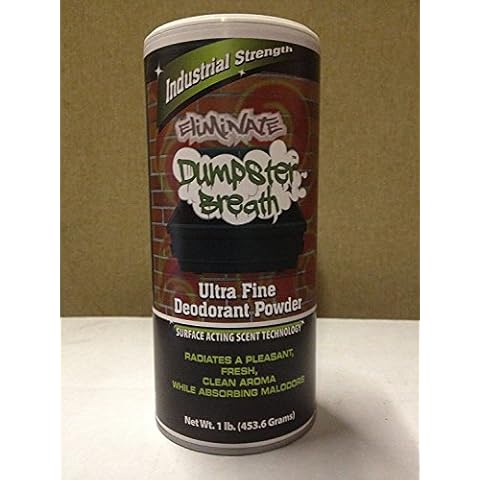 Industrial Strength
ELIMINATE
Dumpster
Breath
Ultra Fine
Deodorant Powder
SURFACE ACTING SCENT TECHNOLOGY
RADIATES A PLEASANT,
FRESH,
CLEAN AROMA
WHILE ABSORBING MALODORS
Net Wt. 1 lb. (453.6 Grams)